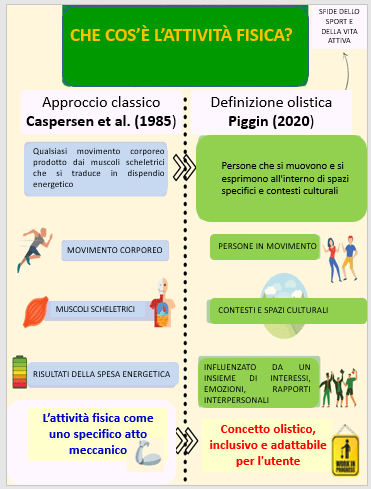 CHE COS'È L'ATTIVITÀ FISICA?
SFIDE DELLO
SPORT E
DELLA VITA
ATTIVA
Approccio classico
Caspersen et al. (1985)
Qualsiasi movimento corporeo
prodotto dai muscoli scheletrici
che si traduce in dispendio
energetico
MOVIMENTO CORPOREO
MUSCOLI SCHELETRICI
RISULTATI DELLA SPESA ENERGETICA
L'attività fisica come
uno specifico atto
meccanico
Definizione olistica
Piggin (2020)
Persone che si muovono e si
esprimono all'interno di spazi
specifici e contesti culturali
PERSONE IN MOVIMENTO
CONTESTI E SPAZI CULTURALI
INFLUENZATO DA UN
INSIEME DI INTERESSI,
EMOZIONI, RAPPORTI
INTERPERSONALI
Concetto olistico,
inclusivo e adattabile
per l'utente
WORK IN
PROGRESS